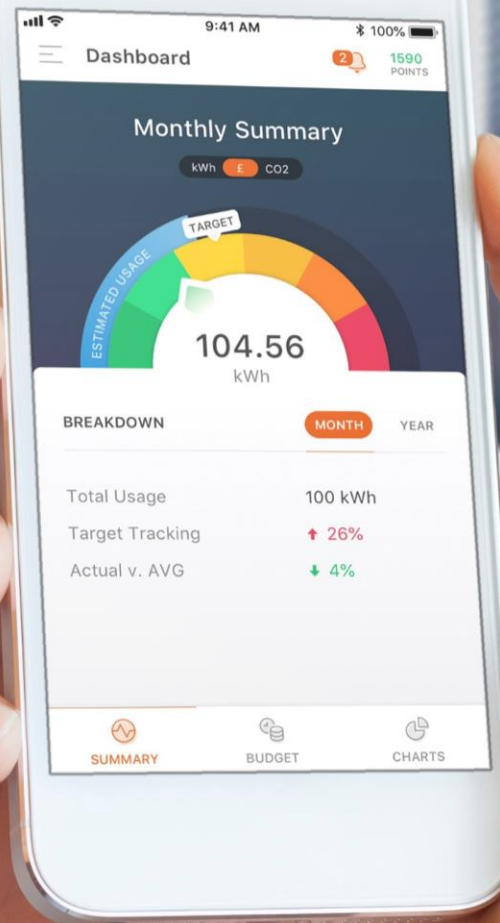 9:41 AM
100%
Dashboard
2
1590
POINTS
Monthly Summary
kWh £ CO2
TARGET
ESTIMATED USAGE
104.56
kWh
BREAKDOWN
MONTH
YEAR
Total Usage 100 kWh
Target Tracking 26%
Actual v. AVG 4%
SUMMARY
BUDGET
CHARTS